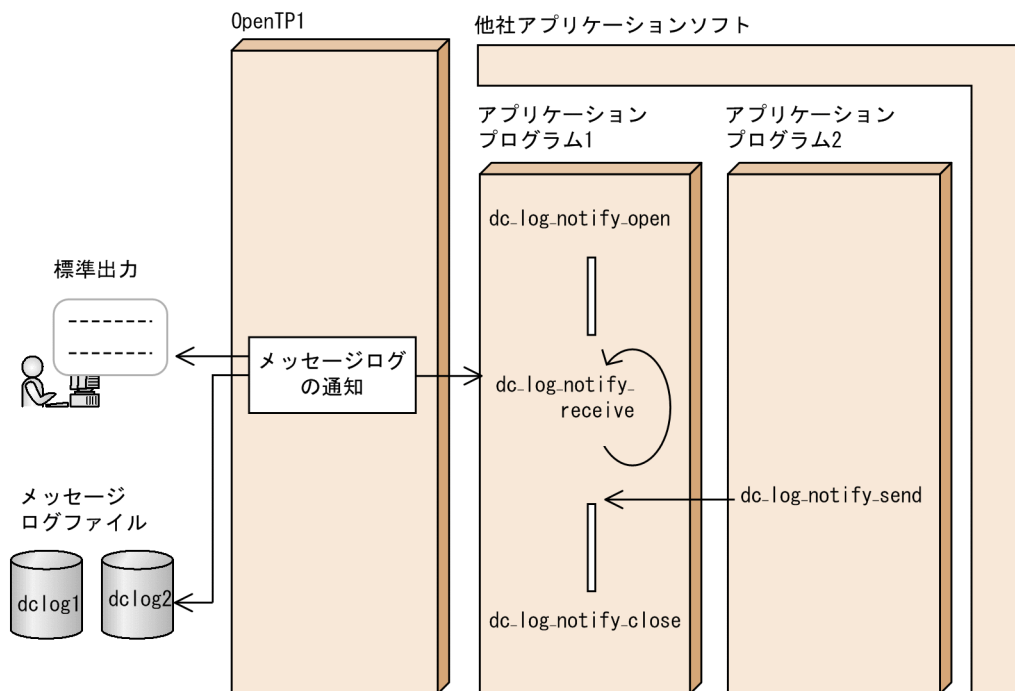 OpenTP1
他社アプリケーションソフト
アプリケーション
プログラム1
アプリケーション
プログラム2
dc_log_notify_open
標準出力
メッセージログ
の通知
dc_log_notify_
receive
メッセージ
ログファイル
dc_log_notify_send
dclog1
dclog2
dc_log_notify_close